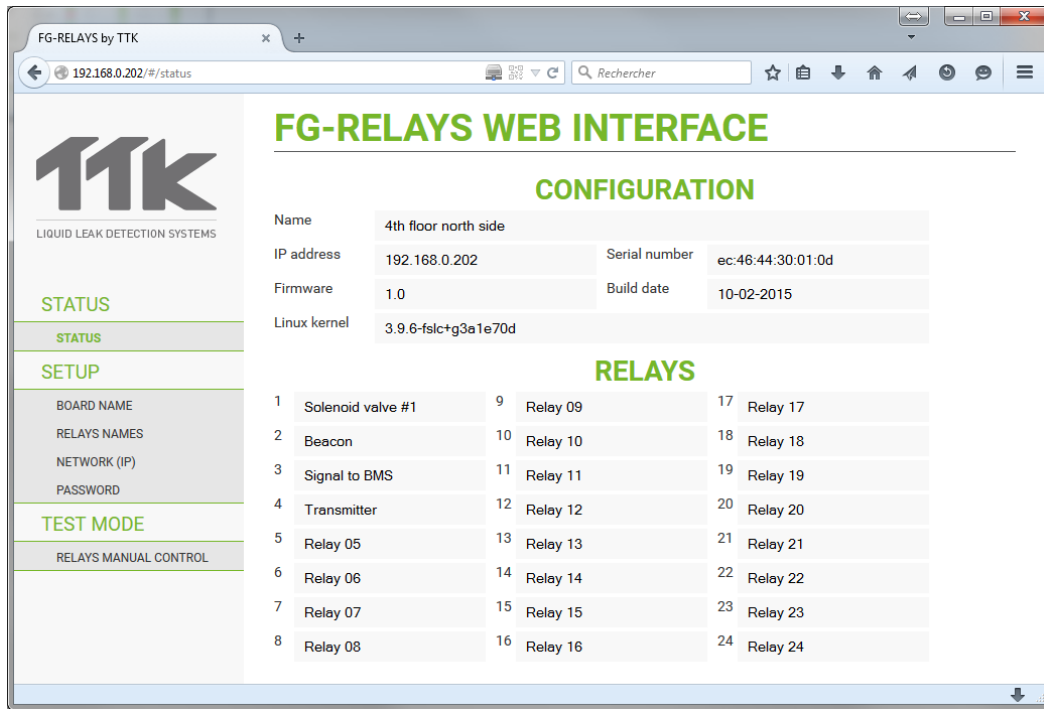 FG-RELAYS by TTK
192.168.0.202/#/status
Rechercher
TTK
LIQUID LEAK DETECTION SYSTEMS
STATUS
STATUS
SETUP
BOARD NAME
RELAYS NAMES
NETWORK (IP)
PASSWORD
TEST MODE
RELAYS MANUAL CONTROL
FG-RELAYS WEB INTERFACE
CONFIGURATION
Name 4th floor north side
IP address 192.168.0.202 Serial number ec:46:44:30:01:0d
Firmware 1.0 Build date 10-02-2015
Linux kernel 3.9.6-fslc+g3a1e70d
RELAYS
1 Solenoid valve #1 9 Relay 09 17 Relay 17
2 Beacon 10 Relay 10 18 Relay 18
3 Signal to BMS 11 Relay 11 19 Relay 19
4 Transmitter 12 Relay 12 20 Relay 20
5 Relay 05 13 Relay 13 21 Relay 21
6 Relay 06 14 Relay 14 22 Relay 22
7 Relay 07 15 Relay 15 23 Relay 23
8 Relay 08 16 Relay 16 24 Relay 24